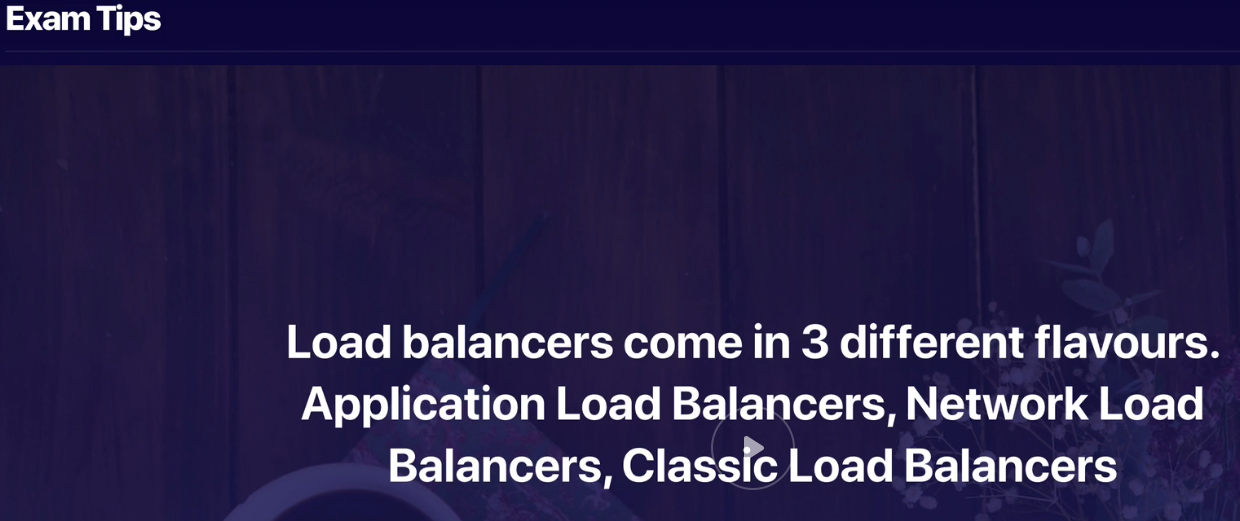 Exam Tips
Load balancers come in 3 different flavours.
Application Load Balancers, Network Load
Balancers, Classic Load Balancers